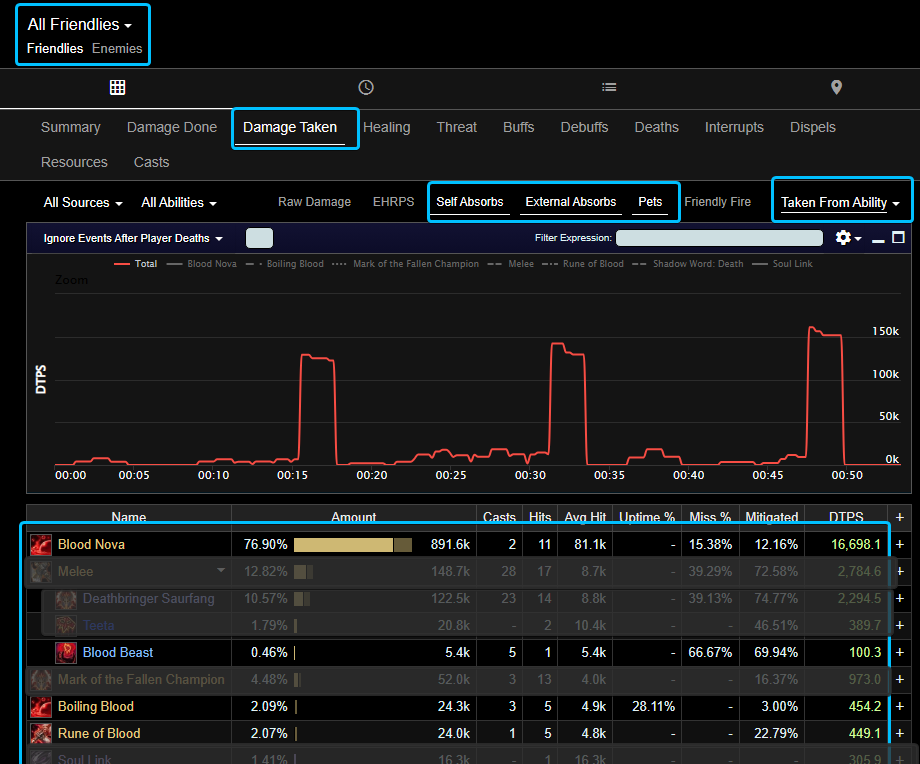 All Friendlies
Friendlies Enemies
Summary Damage Done Damage Taken Healing Threat Buffs Debuffs Deaths Interrupts Dispels
Resources Casts
All Sources All Abilities Raw Damage EHRPS Self Absorbs External Absorbs Pets Friendly Fire Taken From Ability
Ignore Events After Player Deaths Filter Expression:
Total Blood Nova Boiling Blood Mark of the Fallen Champion Melee Rune of Blood Shadow Word: Death Soul Link
Zoom
150k
100k
DTPS
50k
0k
00:00 00:05 00:10 00:15 00:20 00:25 00:30 00:35 00:40 00:45 00:50
Name Amount Casts Hits Avg Hit Uptime % Miss % Mitigated DTPS +
Blood Nova 76.90% 891.6k 2 11 81.1k - 15.38% 12.16% 16,698.1 +
Melee 12.82% 148.7k 28 17 8.7k - 39.29% 72.58% 2,784.6 +
Deathbringer Saurfang 10.57% 122.5k 23 14 8.8k - 39.13% 74.77% 2,294.5 +
Teeta 1.79% 20.8k - 2 10.4k - - 46.51% 389.7 +
Blood Beast 0.46% 5.4k 5 1 5.4k - 66.67% 69.94% 100.3 +
Mark of the Fallen Champion 4.48% 52.0k 3 13 4.0k - - 16.37% 973.0 +
Boiling Blood 2.09% 24.3k 3 5 4.9k 28.11% - 3.00% 454.2 +
Rune of Blood 2.07% 24.0k 1 5 4.8k - - 22.79% 449.1 +
Soul Link 1.41% 16.3k - 1 16.3k - - - 305.9 +